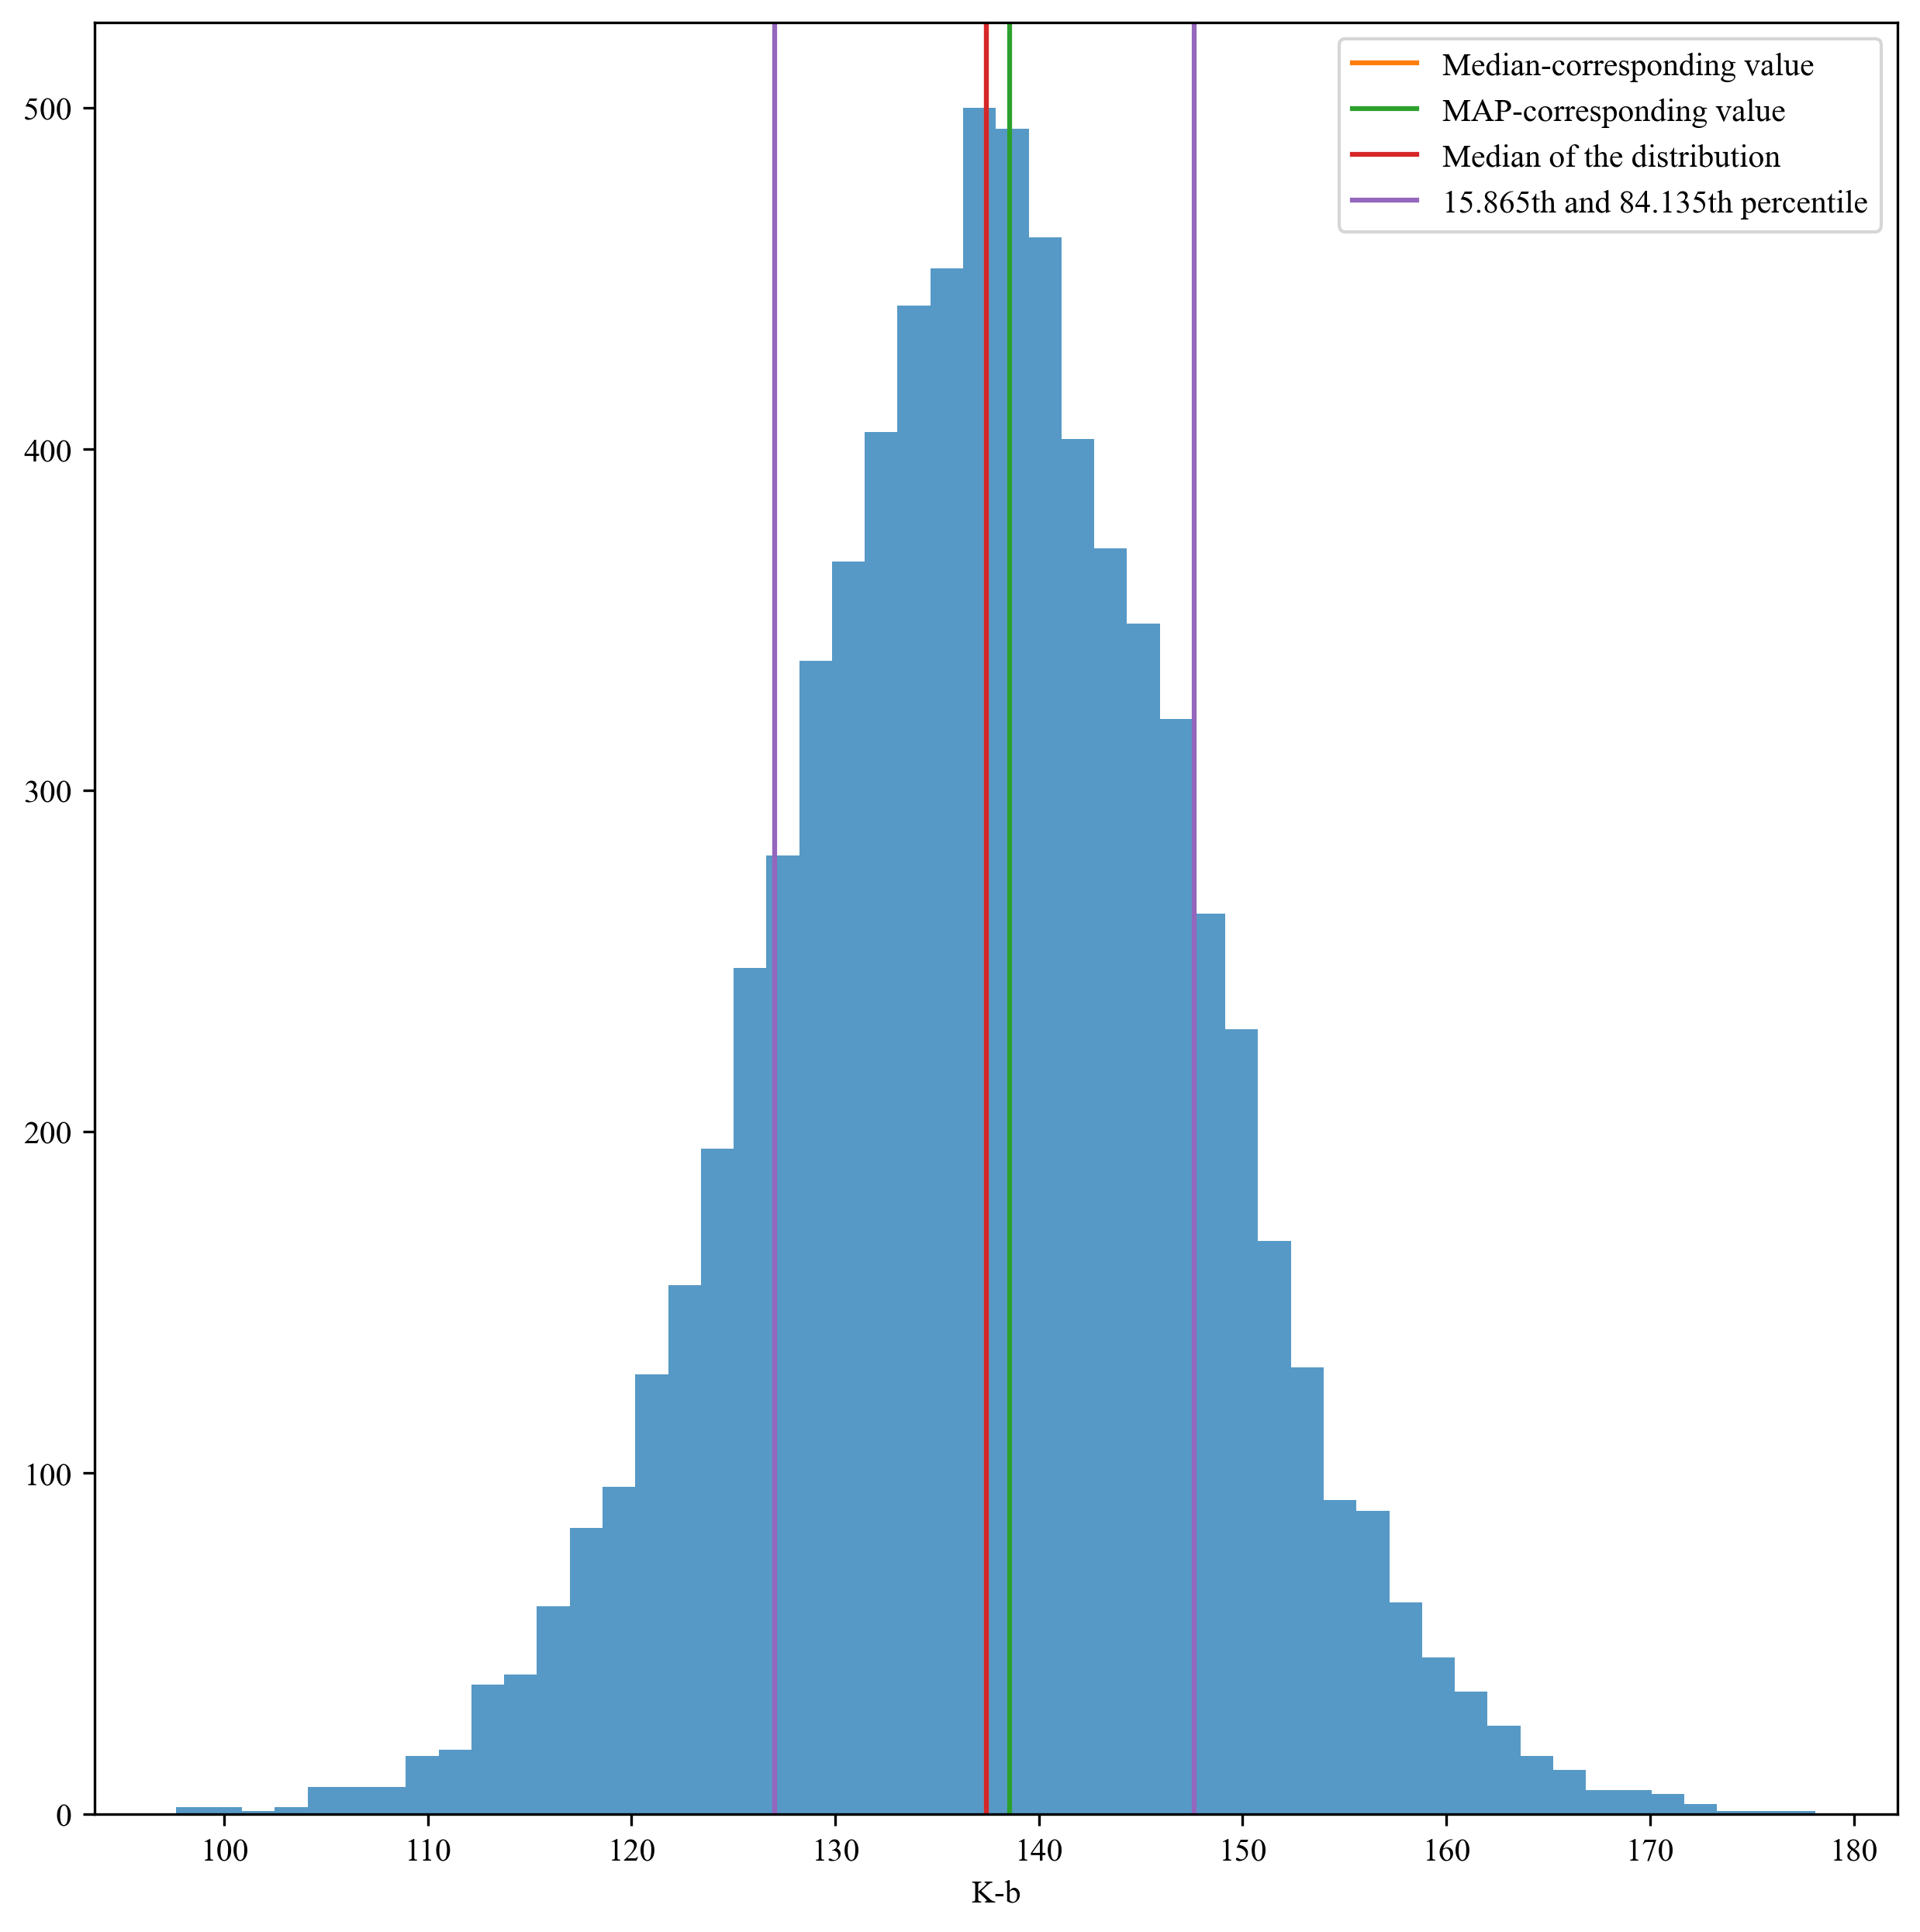 Median-corresponding value
MAP-corresponding value
Median of the distribution
15.865th and 84.135th percentile
500
400
300
200
100
0
100 110 120 130 140 150 160 170 180
K-b